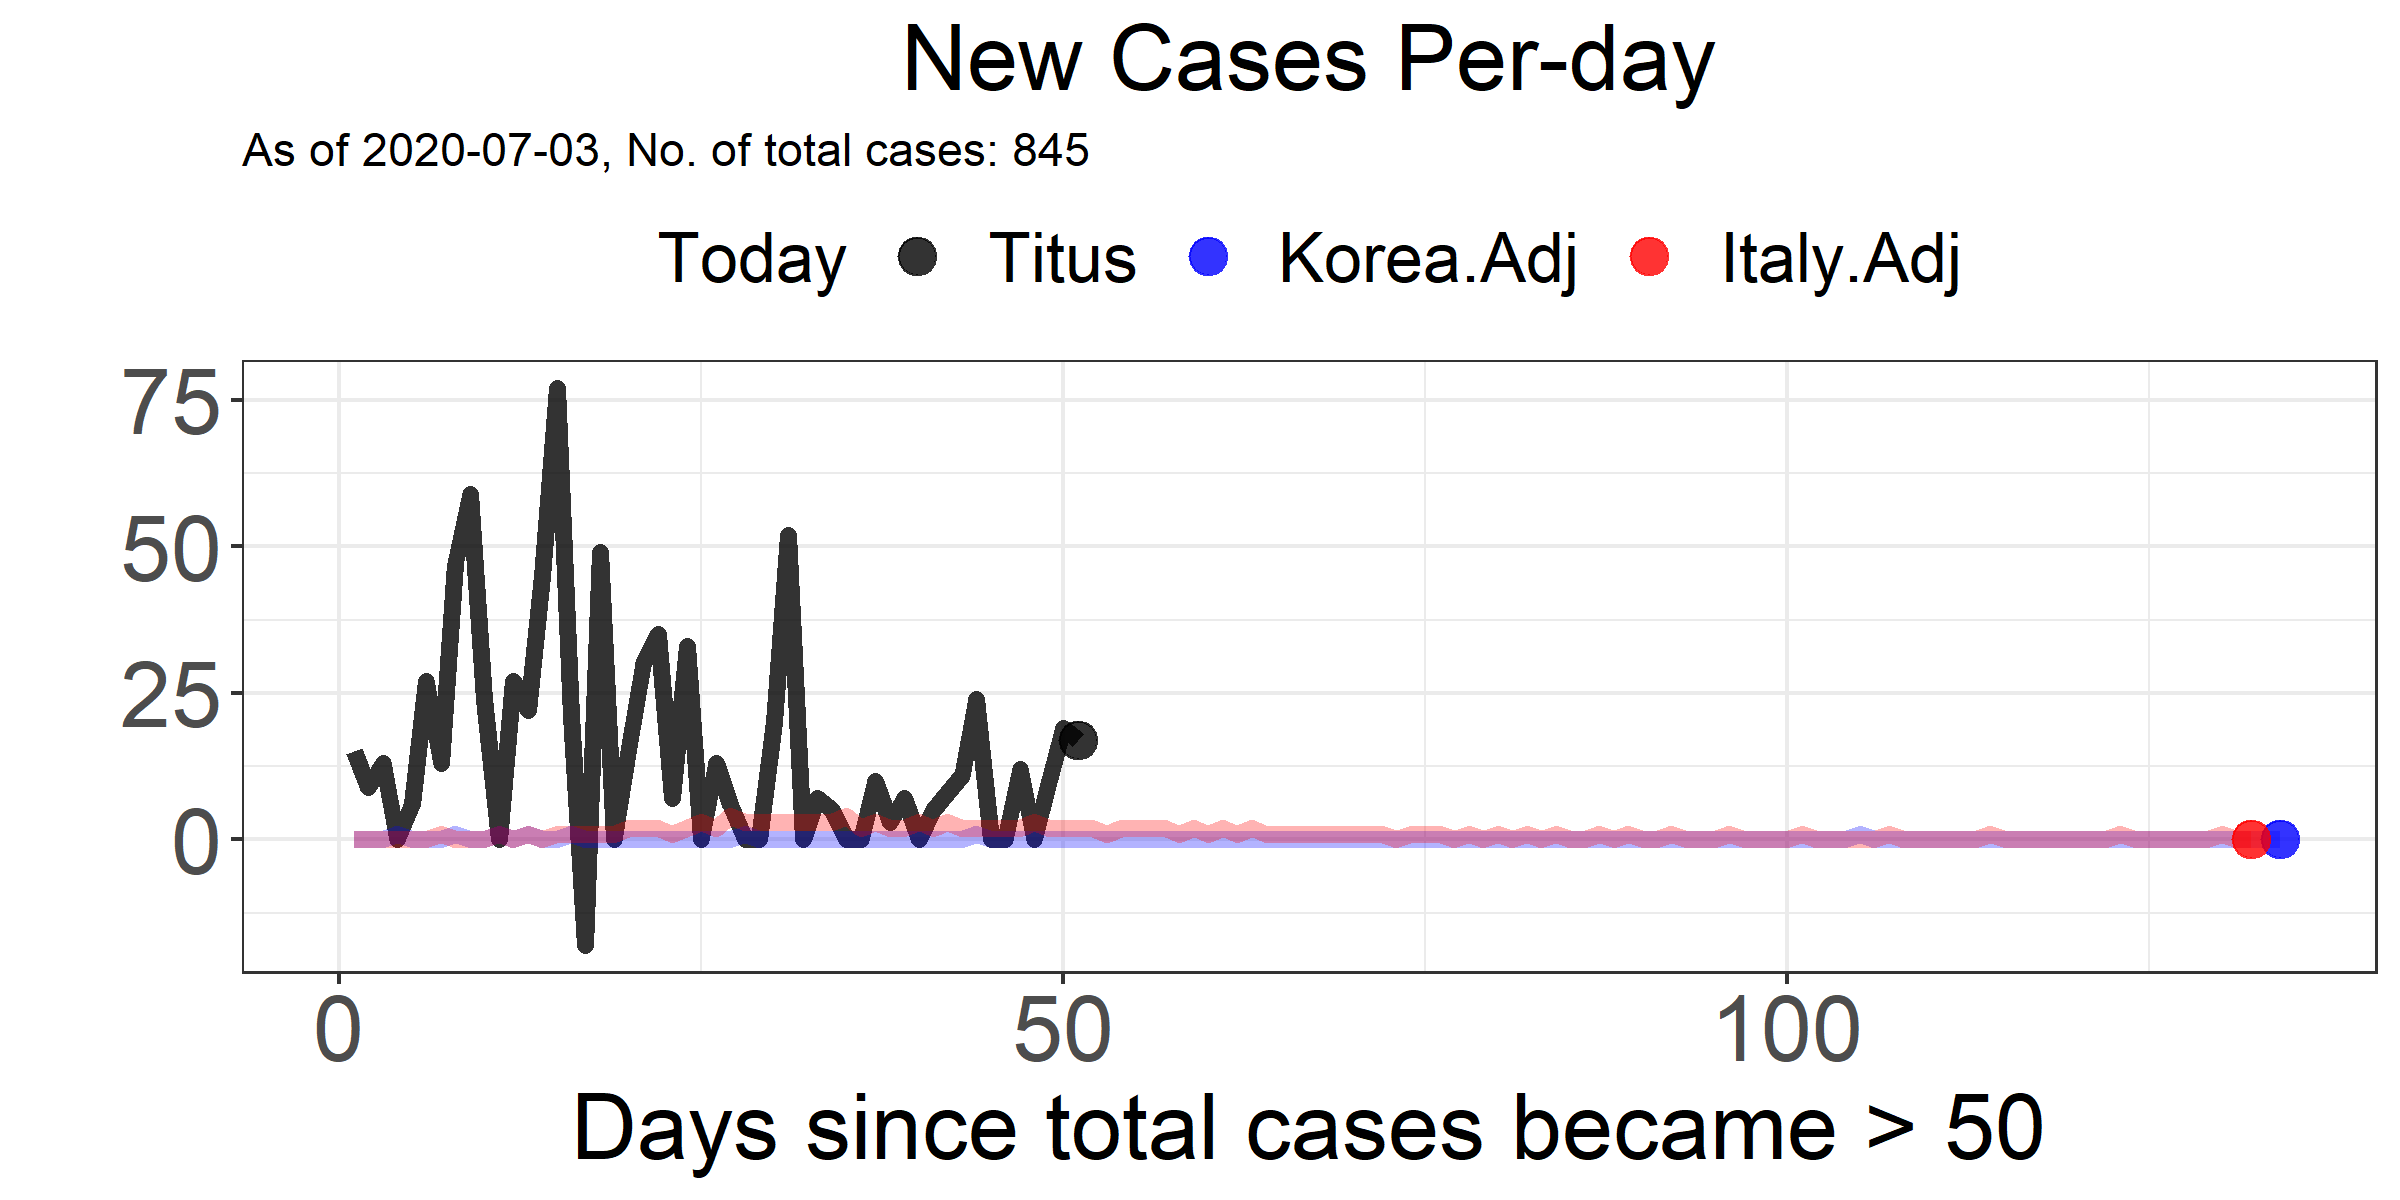 New Cases Per-day
As of 2020-07-03, No. of total cases: 845
Today Titus Korea.Adj Italy.Adj
75
50
25
0
0 50 100
Days since total cases became > 50